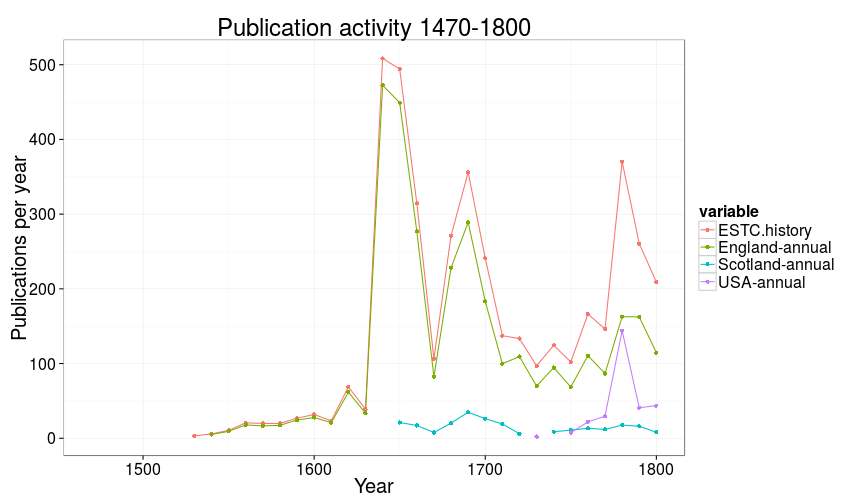 Publication activity 1470-1800
500
400
300
200
100
0
Publications per year
1500 1600 1700 1800
Year
variable
ESTC.history
England-annual
Scotland-annual
USA-annual